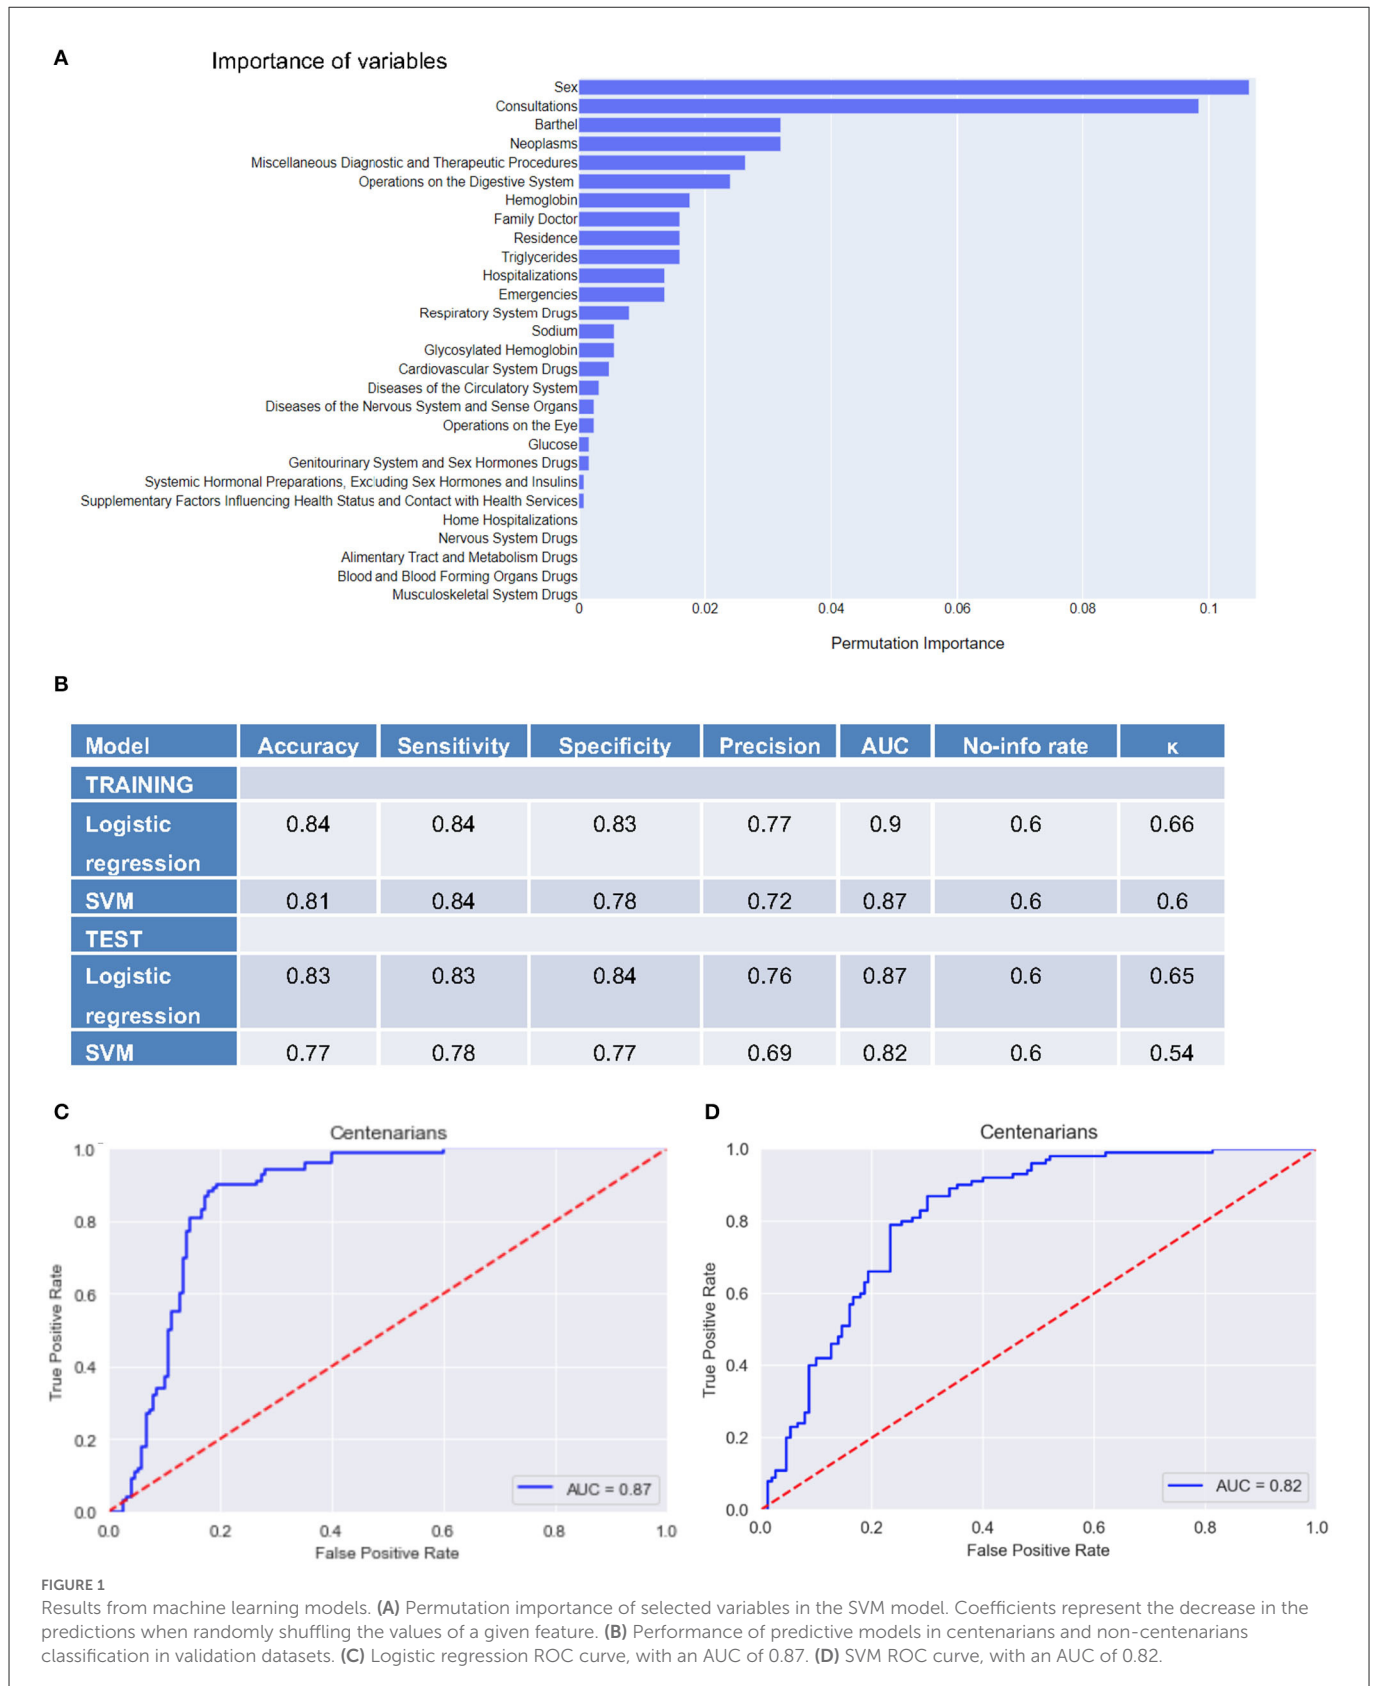 A
Importance of variables
Sex
Consultations
Barthel
Neoplasms
Miscellaneous Diagnostic and Therapeutic Procedures
Operations on the Digestive System
Hemoglobin
Family Doctor
Residence
Triglycerides
Hospitalizations
Emergencies
Respiratory System Drugs
Sodium
Glycosylated Hemoglobin
Cardiovascular System Drugs
Diseases of the Circulatory System
Diseases of the Nervous System and Sense Organs
Operations on the Eye
Glucose
Genitourinary System and Sex Hormones Drugs
Systemic Hormonal Preparations, Excluding Sex Hormones and Insulins
Supplementary Factors Influencing Health Status and Contact with Health Services
Home Hospitalizations
Nervous System Drugs
Alimentary Tract and Metabolism Drugs
Blood and Blood Forming Organs Drugs
Musculoskeletal System Drugs
0 0.02 0.04 0.06 0.08 0.1
Permutation Importance
B
Model Accuracy Sensitivity Specificity Precision AUC No-info rate κ
TRAINING
Logistic regression 0.84 0.84 0.83 0.77 0.9 0.6 0.66
SVM 0.81 0.84 0.78 0.72 0.87 0.6 0.6
TEST
Logistic regression 0.83 0.83 0.84 0.76 0.87 0.6 0.65
SVM 0.77 0.78 0.77 0.69 0.82 0.6 0.54
C
Centenarians
True Positive Rate
1.0
0.8
0.6
0.4
0.2
0.0
AUC = 0.87
0.0 0.2 0.4 0.6 0.8 1.0
False Positive Rate
D
Centenarians
True Positive Rate
1.0
0.8
0.6
0.4
0.2
0.0
AUC = 0.82
0.0 0.2 0.4 0.6 0.8 1.0
False Positive Rate
FIGURE 1
Results from machine learning models. (A) Permutation importance of selected variables in the SVM model. Coefficients represent the decrease in the
predictions when randomly shuffling the values of a given feature. (B) Performance of predictive models in centenarians and non-centenarians
classification in validation datasets. (C) Logistic regression ROC curve, with an AUC of 0.87. (D) SVM ROC curve, with an AUC of 0.82.